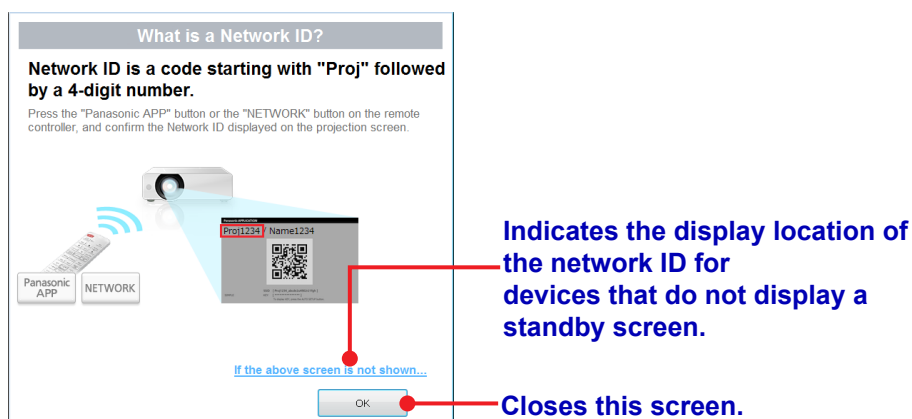 What is a Network ID?
Network ID is a code starting with "Proj" followed
by a 4-digit number.
Press the "Panasonic APP" button or the "NETWORK" button on the remote
controller, and confirm the Network ID displayed on the projection screen.
Panasonic APPLICATION
Proj1234 / Name1234
Panasonic
APP
NETWORK
Indicates the display location of
the network ID for
devices that do not display a
standby screen.
If the above screen is not shown...
OK
Closes this screen.